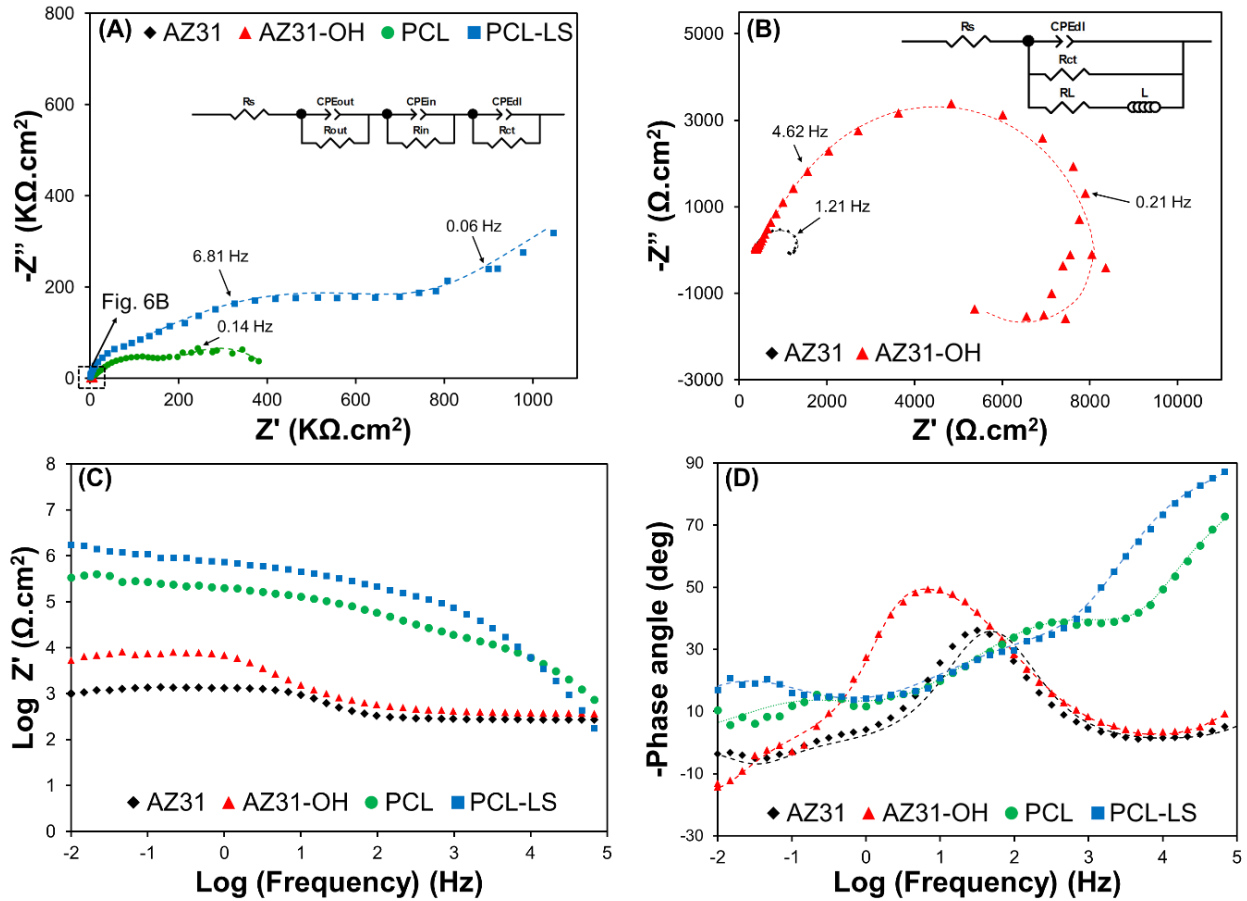 (A) AZ31 AZ31-OH PCL PCL-LS
800
600
400
200
0
-Z" (KΩ.cm2)
Rs CPEout CPEin CPEdl
Rout Rin Rct
6.81 Hz
0.06 Hz
0.14 Hz
Fig. 6B
0 200 400 600 800 1000
Z' (KΩ.cm2)
(B)
5000
3000
1000
-1000
-3000
-Z" (Ω.cm2)
Rs CPEdl
Rct
RL L
4.62 Hz
1.21 Hz
0.21 Hz
AZ31 AZ31-OH
0 2000 4000 6000 8000 10000
Z' (Ω.cm2)
(C)
8
7
6
5
4
3
2
1
0
Log Z' (Ω.cm2)
AZ31 AZ31-OH PCL PCL-LS
-2 -1 0 1 2 3 4 5
Log (Frequency) (Hz)
(D)
90
70
50
30
10
-10
-30
-Phase angle (deg)
AZ31 AZ31-OH PCL PCL-LS
-2 -1 0 1 2 3 4 5
Log (Frequency) (Hz)